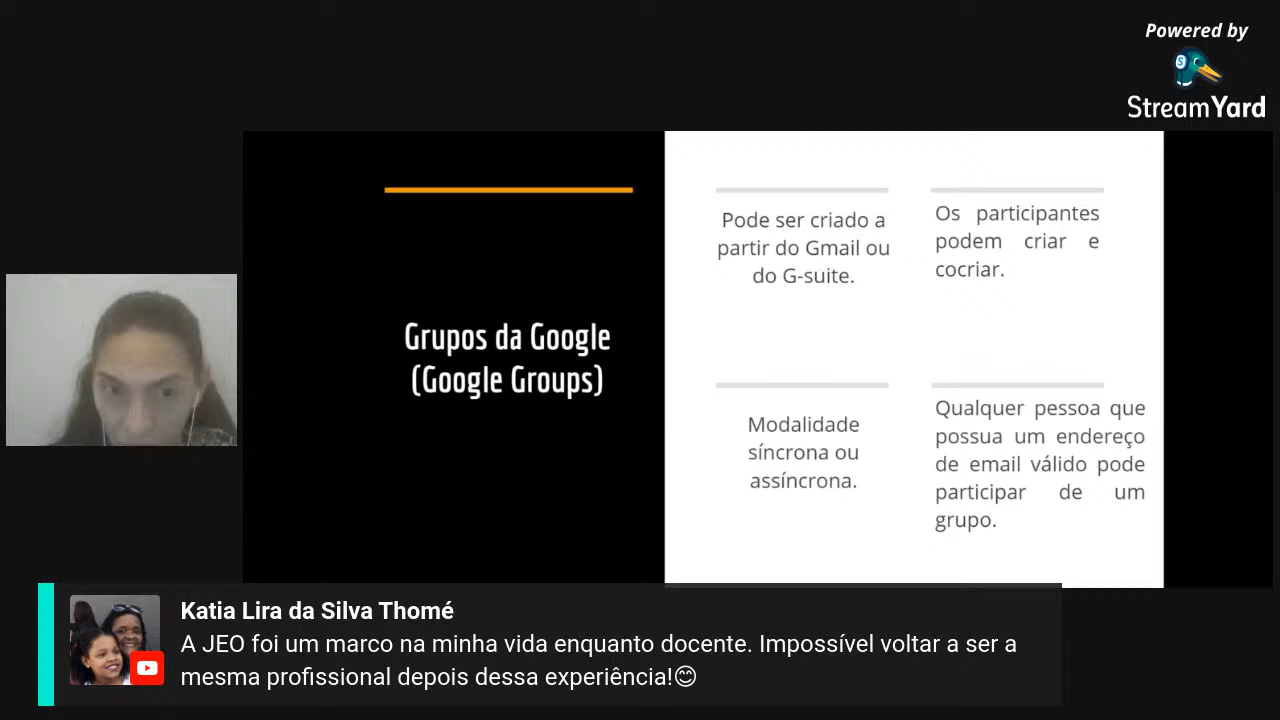 Powered by
StreamYard
Grupos da Google
(Google Groups)
Pode ser criado a
partir do Gmail ou
do G-suite.
Os participantes
podem criar e
cocriar.
Modalidade
síncrona ou
assíncrona.
Qualquer pessoa que
possua um endereço
de email válido pode
participar de um
grupo.
Katia Lira da Silva Thomé
A JEO foi um marco na minha vida enquanto docente. Impossível voltar a ser a
mesma profissional depois dessa experiência!😊